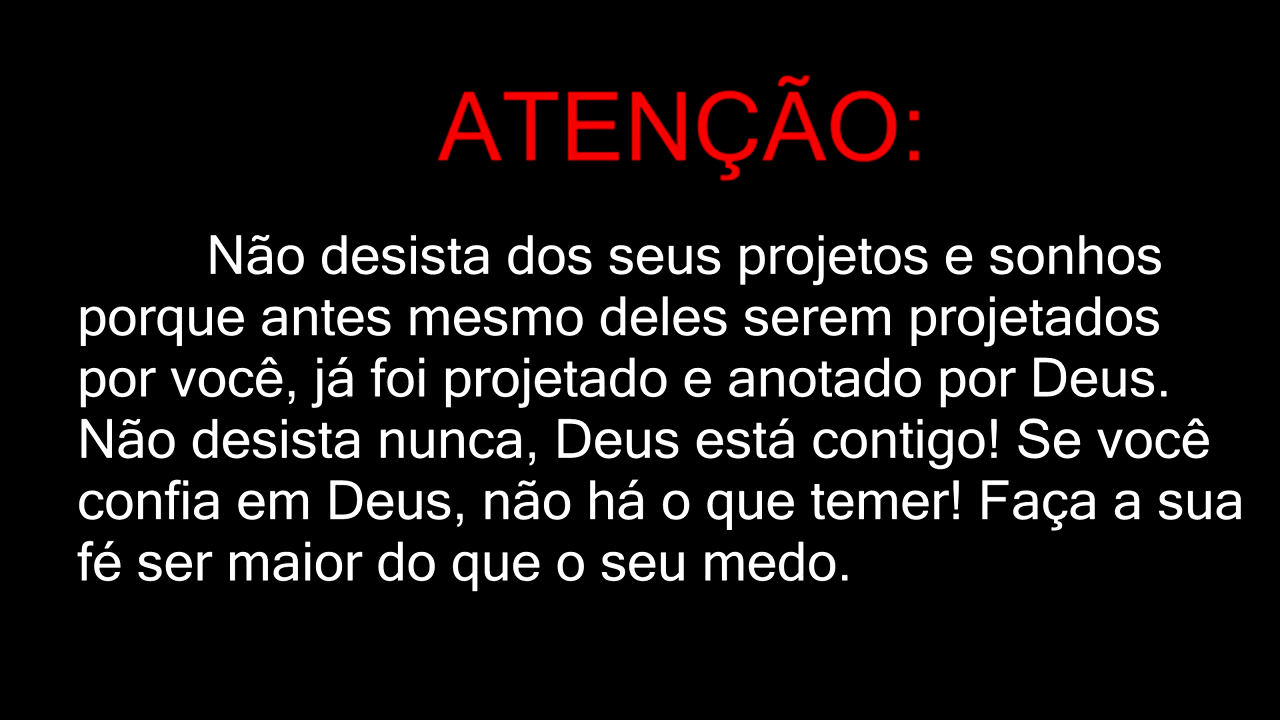 ATENÇÃO:
Não desista dos seus projetos e sonhos
porque antes mesmo deles serem projetados
por você, já foi projetado e anotado por Deus.
Não desista nunca, Deus está contigo! Se você
confia em Deus, não há o que temer! Faça a sua
fé ser maior do que o seu medo.